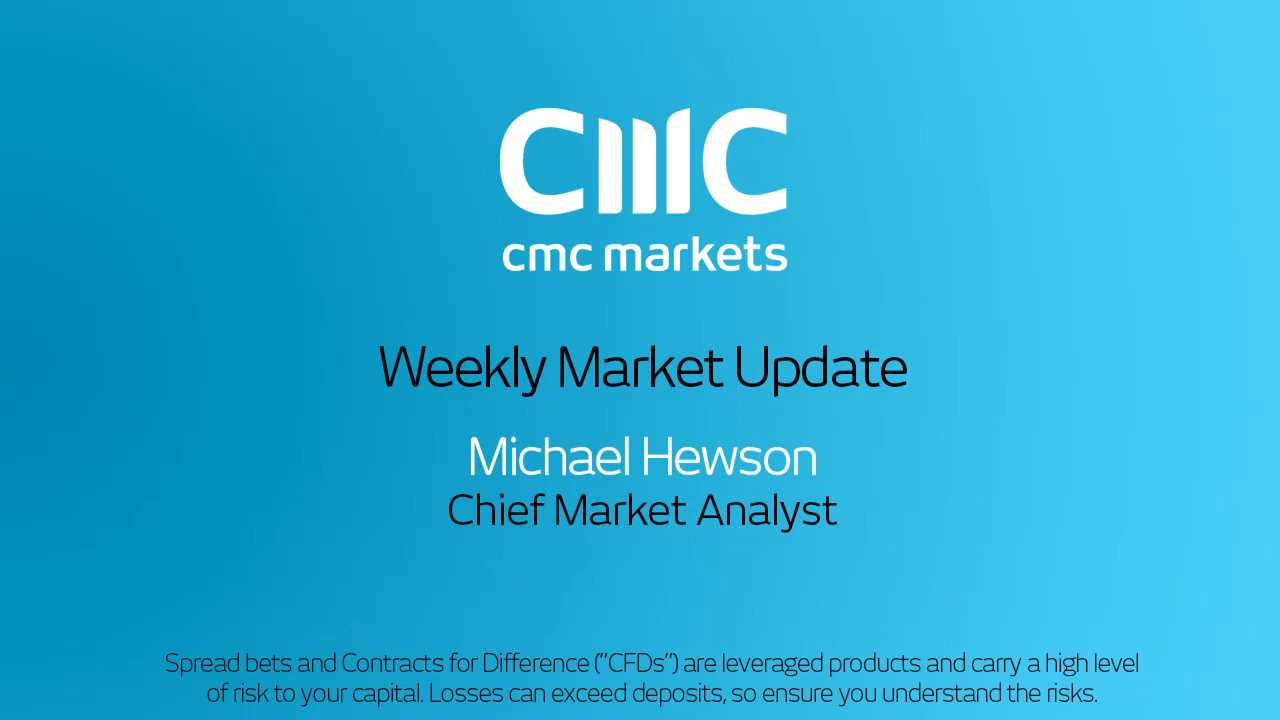 CMC
cmc markets
Weekly Market Update
Michael Hewson
Chief Market Analyst
Spread bets and Contracts for Difference (”CFDs”) are leveraged products and carry a high level
of risk to your capital. Losses can exceed deposits, so ensure you understand the risks.